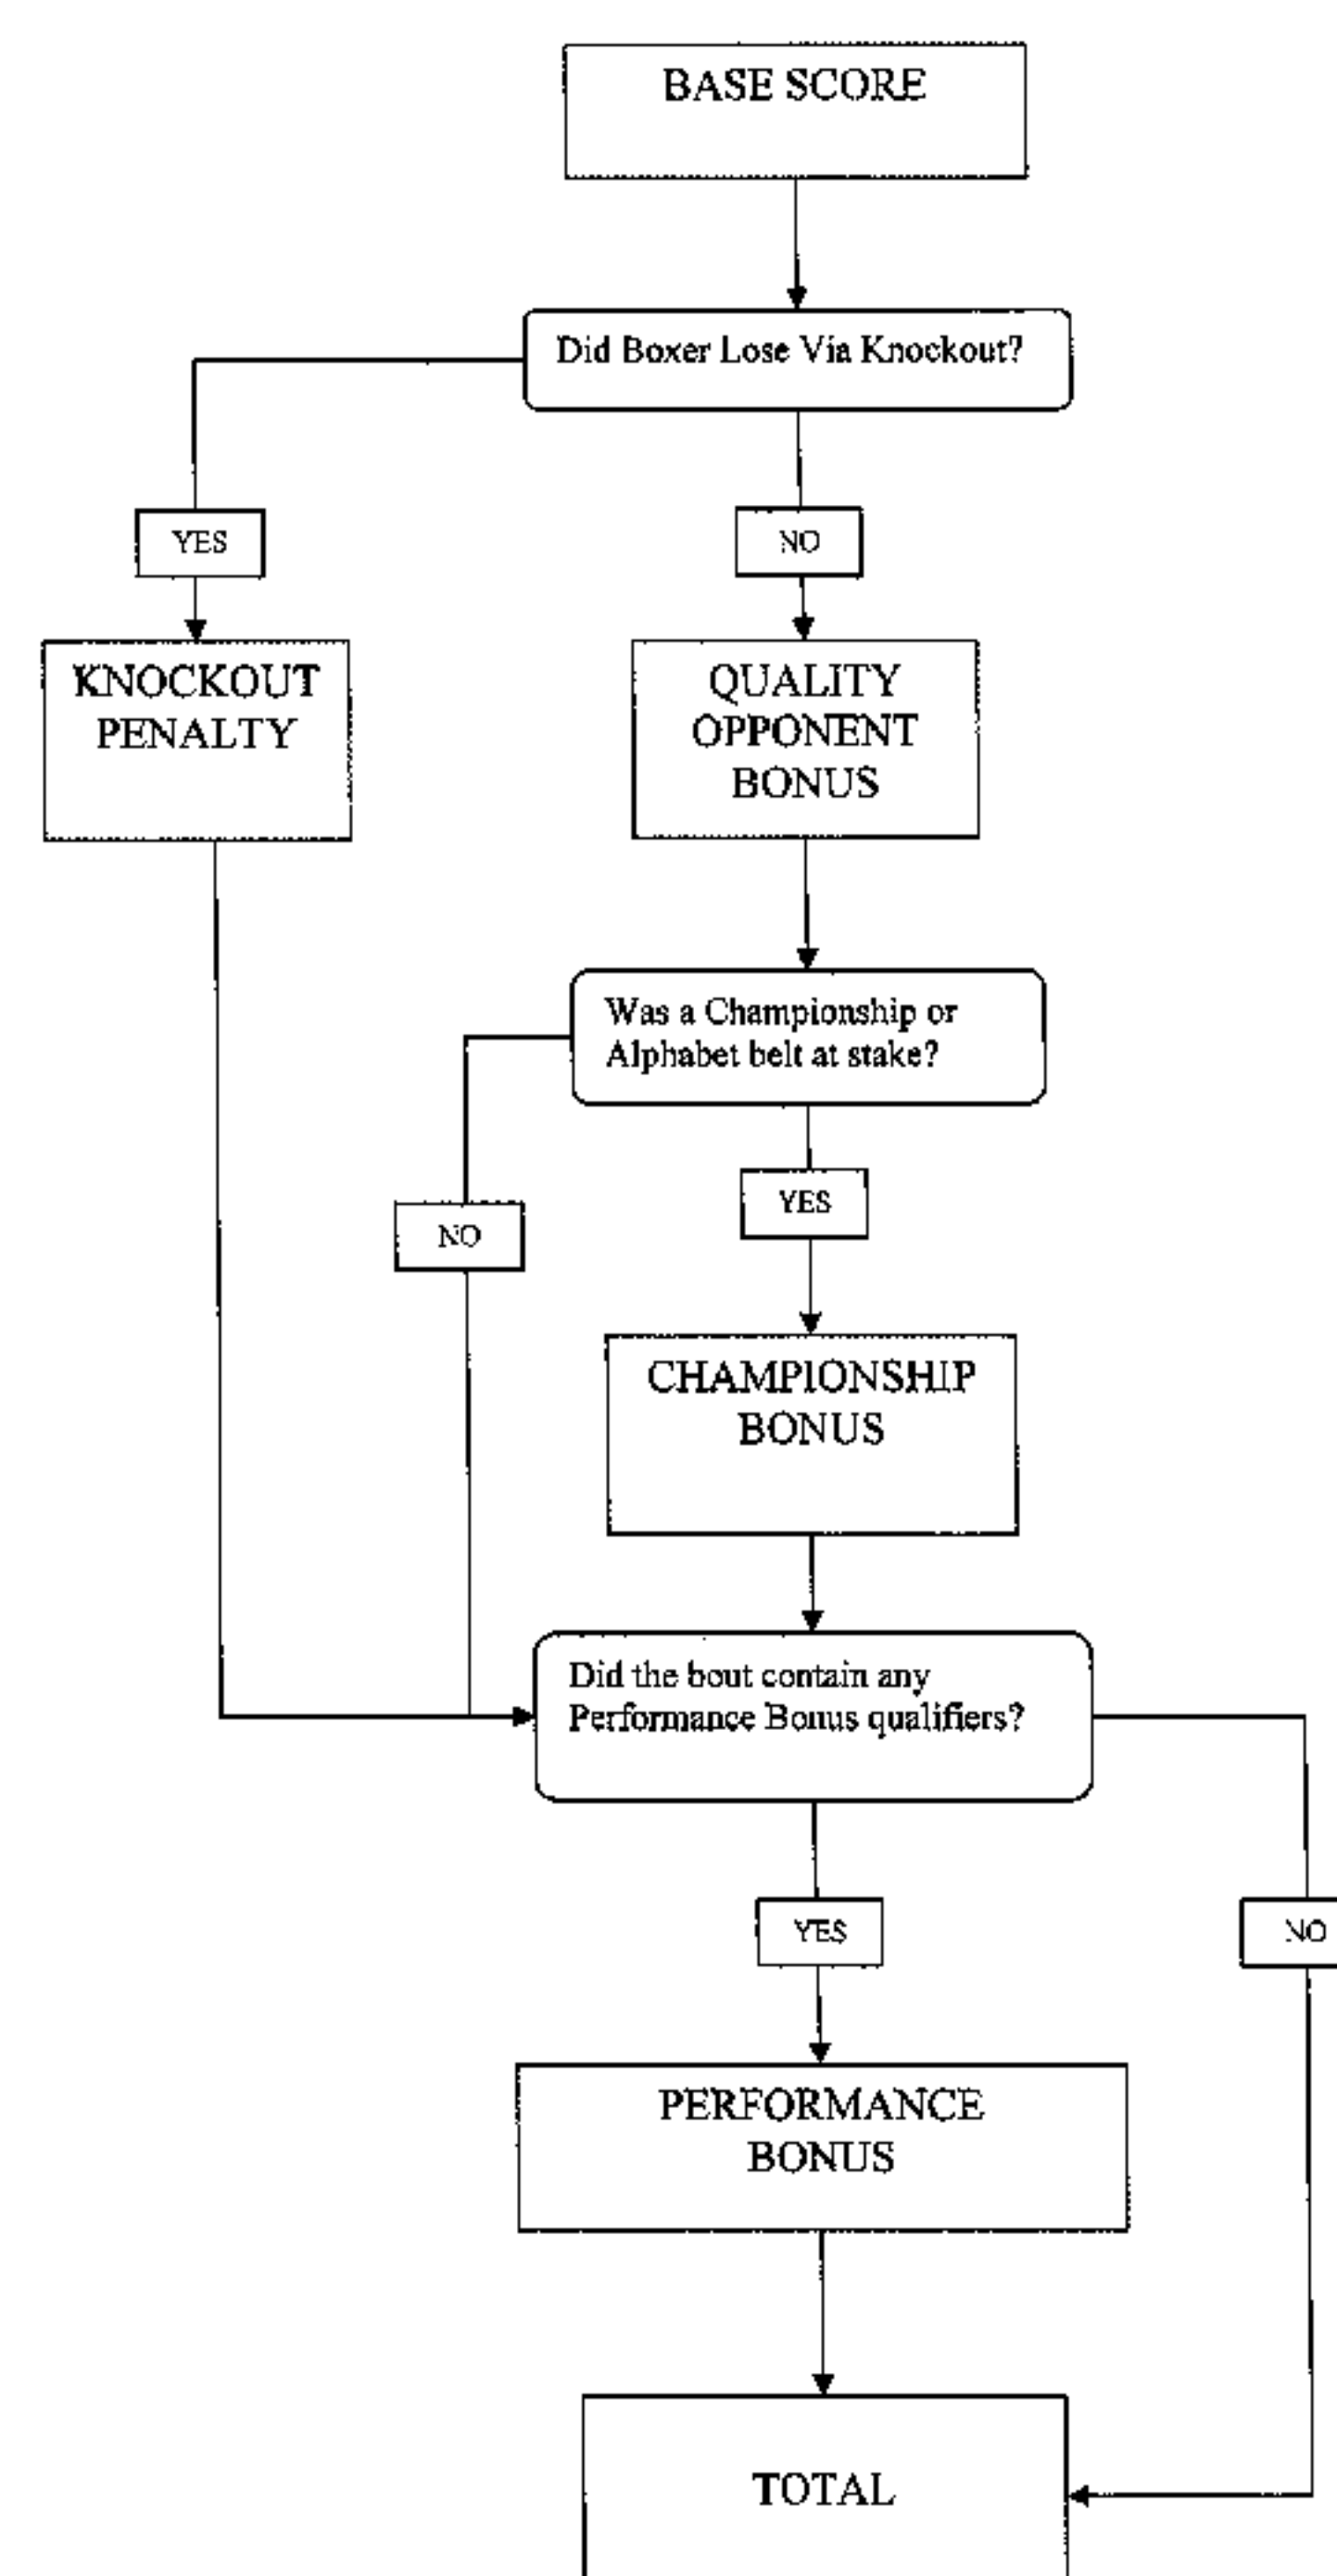 BASE SCORE
Did Boxer Lose Via Knockout?
YES
NO
KNOCKOUT
PENALTY
QUALITY
OPPONENT
BONUS
Was a Championship or
Alphabet belt at stake?
YES
NO
CHAMPIONSHIP
BONUS
Did the bout contain any
Performance Bonus qualifiers?
YES
NO
PERFORMANCE
BONUS
TOTAL